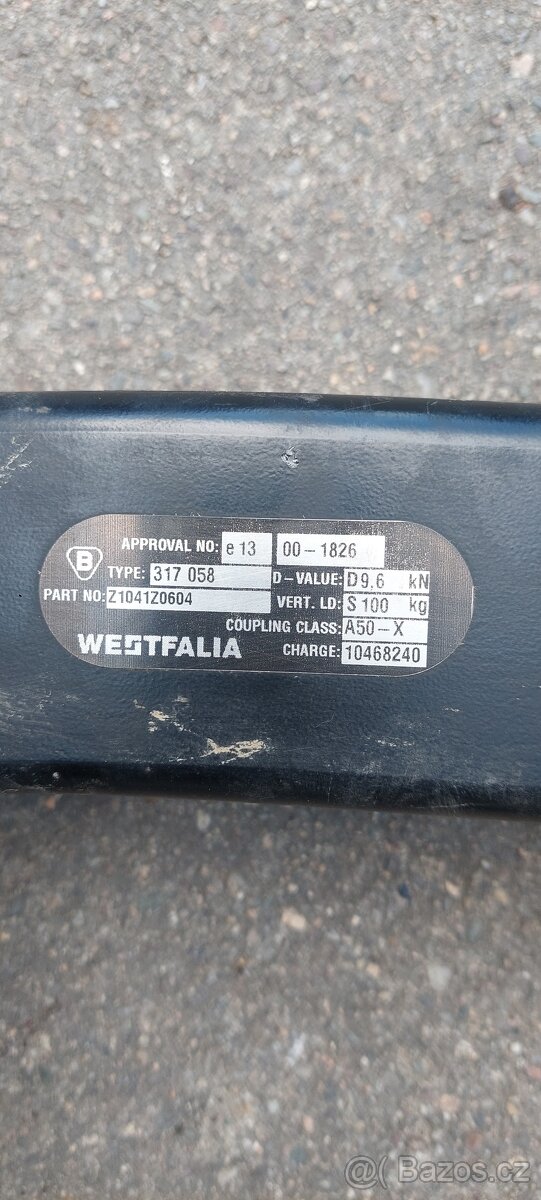 APPROVAL NO: e 13 00-1826
B
TYPE: 317 058 D-VALUE: D9,6 kN
PART NO: Z1041Z0604 VERT. LD: S 100 kg
COUPLING CLASS: A50-X
WESTFALIA CHARGE: 10468240
Bazoš.cz